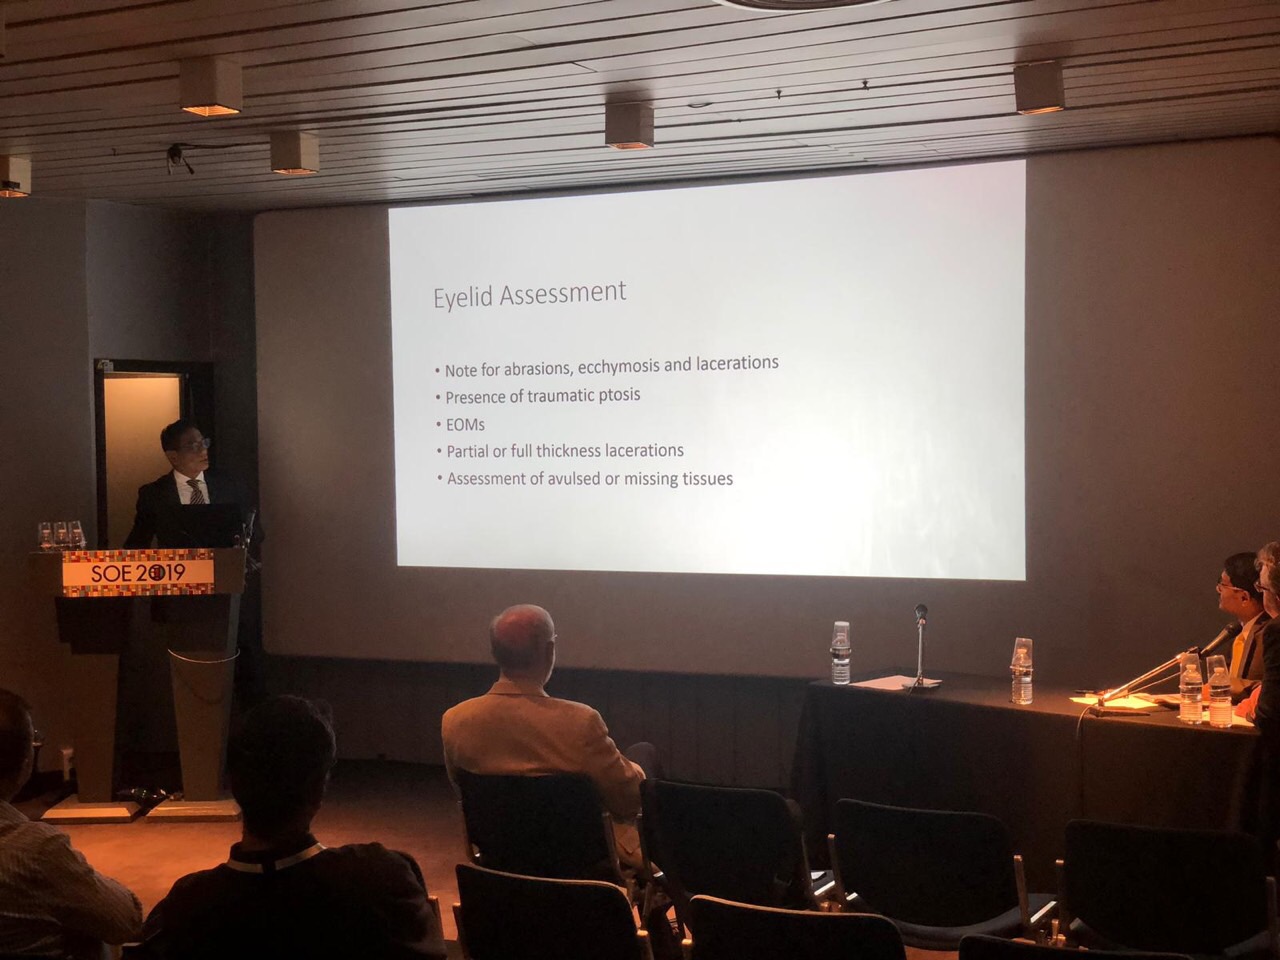 Eyelid Assessment
• Note for abrasions, ecchymosis and lacerations
• Presence of traumatic ptosis
• EOMs
• Partial or full thickness lacerations
• Assessment of avulsed or missing tissues
SOE 2019